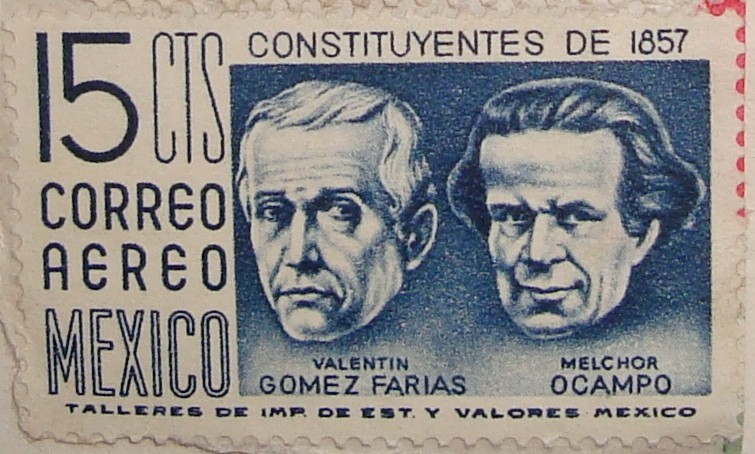 15 CTS
CONSTITUYENTES DE 1857
CORREO
AEREO
MEXICO
VALENTIN
GOMEZ FARIAS
MELCHOR
OCAMPO
TALLERES DE IMP. DE EST. Y VALORES MEXICO